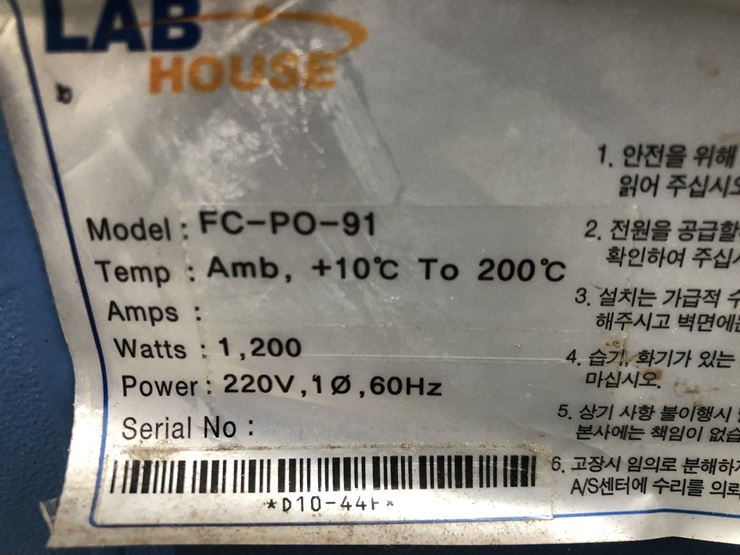 LAB
HOUSE
Model : FC-PO-91
Temp : Amb, +10℃ To 200℃
Amps :
Watts : 1,200
Power : 220V,1Ø,60Hz
Serial No :
1. 안전을 위해
읽어 주십시오
2. 전원을 공급할
확인하여 주십시
3. 설치는 가급적 수
해주시고 벽면에는
4. 습기, 화기가 있는
마십시오.
5. 상기 사항 불이행시
본사에는 책임이 없습
6. 고장시 임의로 분해하
A/S센터에 수리를 의뢰